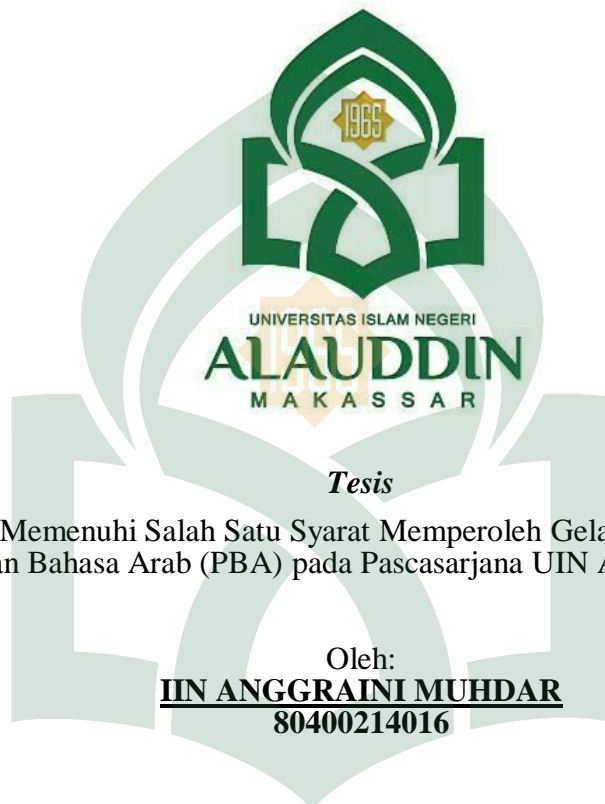 1965
UNIVERSITAS ISLAM NEGERI
ALAUDDIN
MAKASSAR
Tesis
Memenuhi Salah Satu Syarat Memperoleh Gela
an Bahasa Arab (PBA) pada Pascasarjana UIN A
Oleh:
IIN ANGGRAINI MUHDAR
80400214016